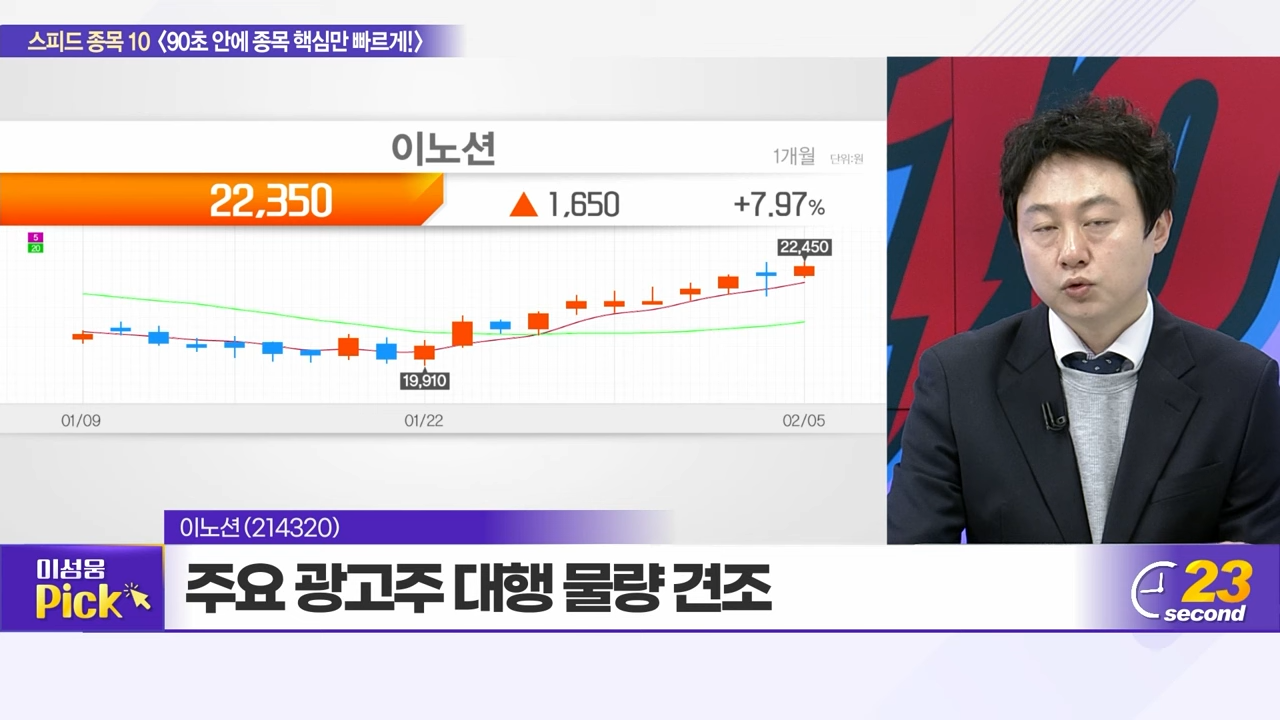 스피드 종목 10 <90초 안에 종목 핵심만 빠르게!>
이노션
1개월 단위:원
22,350 ▲ 1,650 +7.97%
5
20
22,450
19,910
01/09 01/22 02/05
이노션(214320)
이섬웅
Pick
주요 광고주 대행 물량 견조
23
second